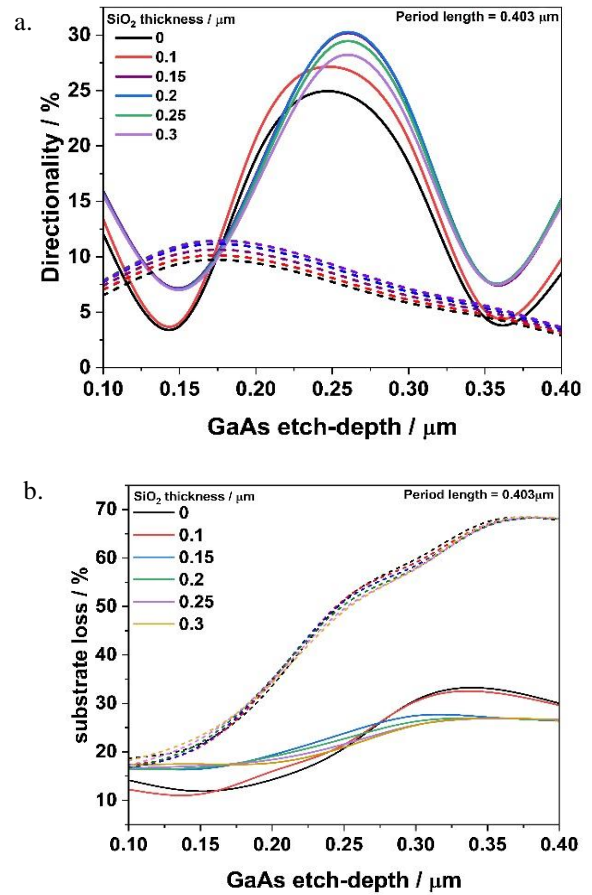 a.
SiO₂ thickness / μm
Period length = 0.403 μm
0
0.1
0.15
0.2
0.25
0.3
Directionality / %
35
30
25
20
15
10
5
0
0.10 0.15 0.20 0.25 0.30 0.35 0.40
GaAs etch-depth / μm
b.
SiO₂ thickness / μm
Period length = 0.403μm
0
0.1
0.15
0.2
0.25
0.3
substrate loss / %
70
60
50
40
30
20
10
0.10 0.15 0.20 0.25 0.30 0.35 0.40
GaAs etch-depth / μm